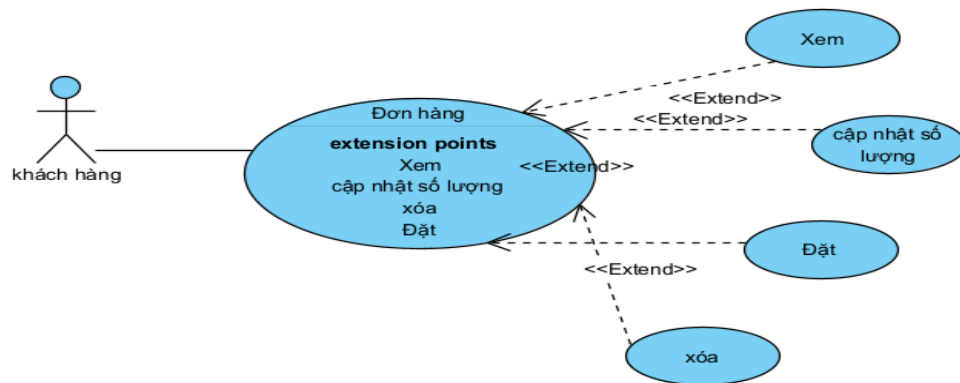 Xem
<<Extend>>
<<Extend>>
Đơn hàng
extension points
Xem
cập nhật số lượng
xóa
Đặt
<<Extend>>
cập nhật số
lượng
khách hàng
Đặt
<<Extend>>
xóa